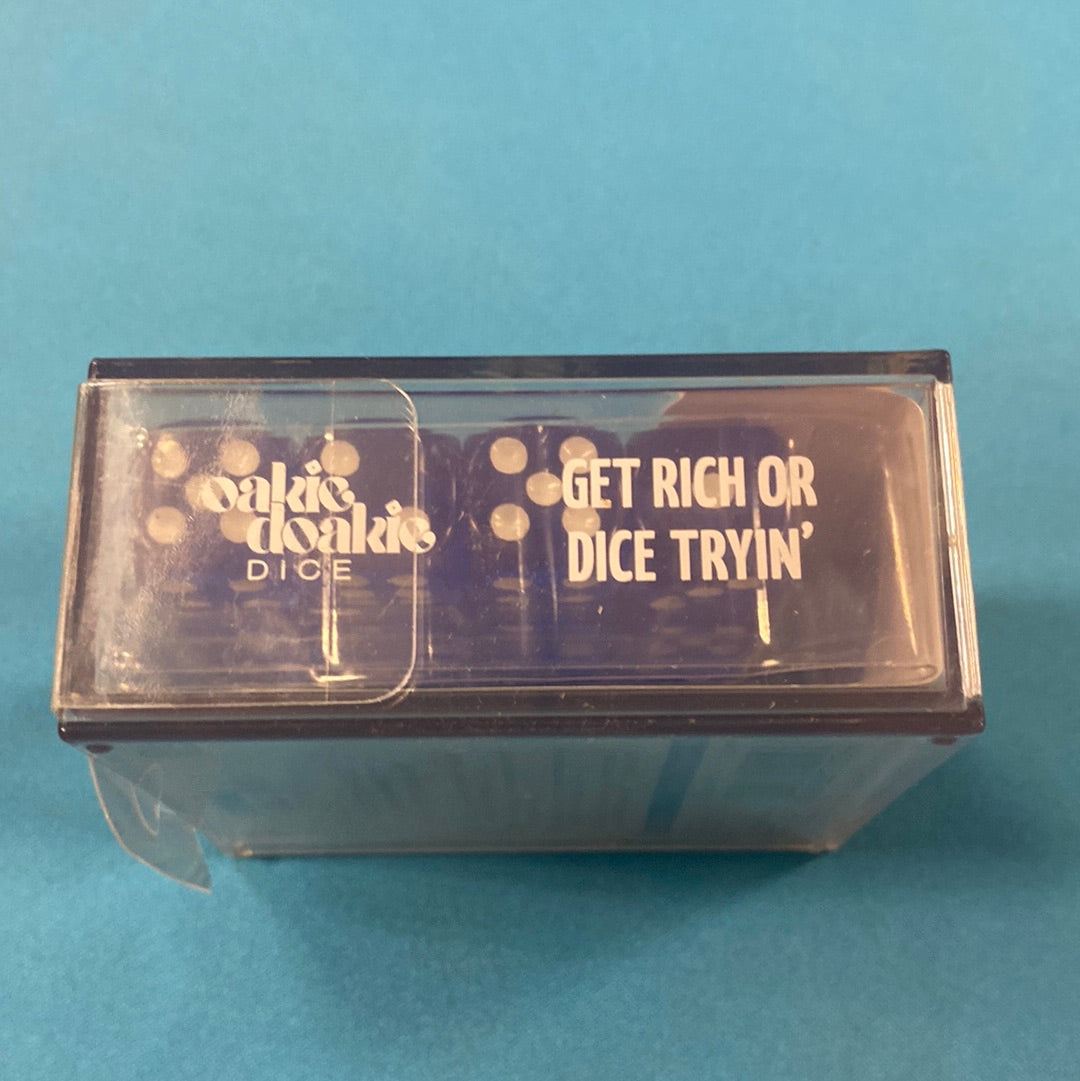 oakie
doakie
DICE
GET RICH OR
DICE TRYIN’